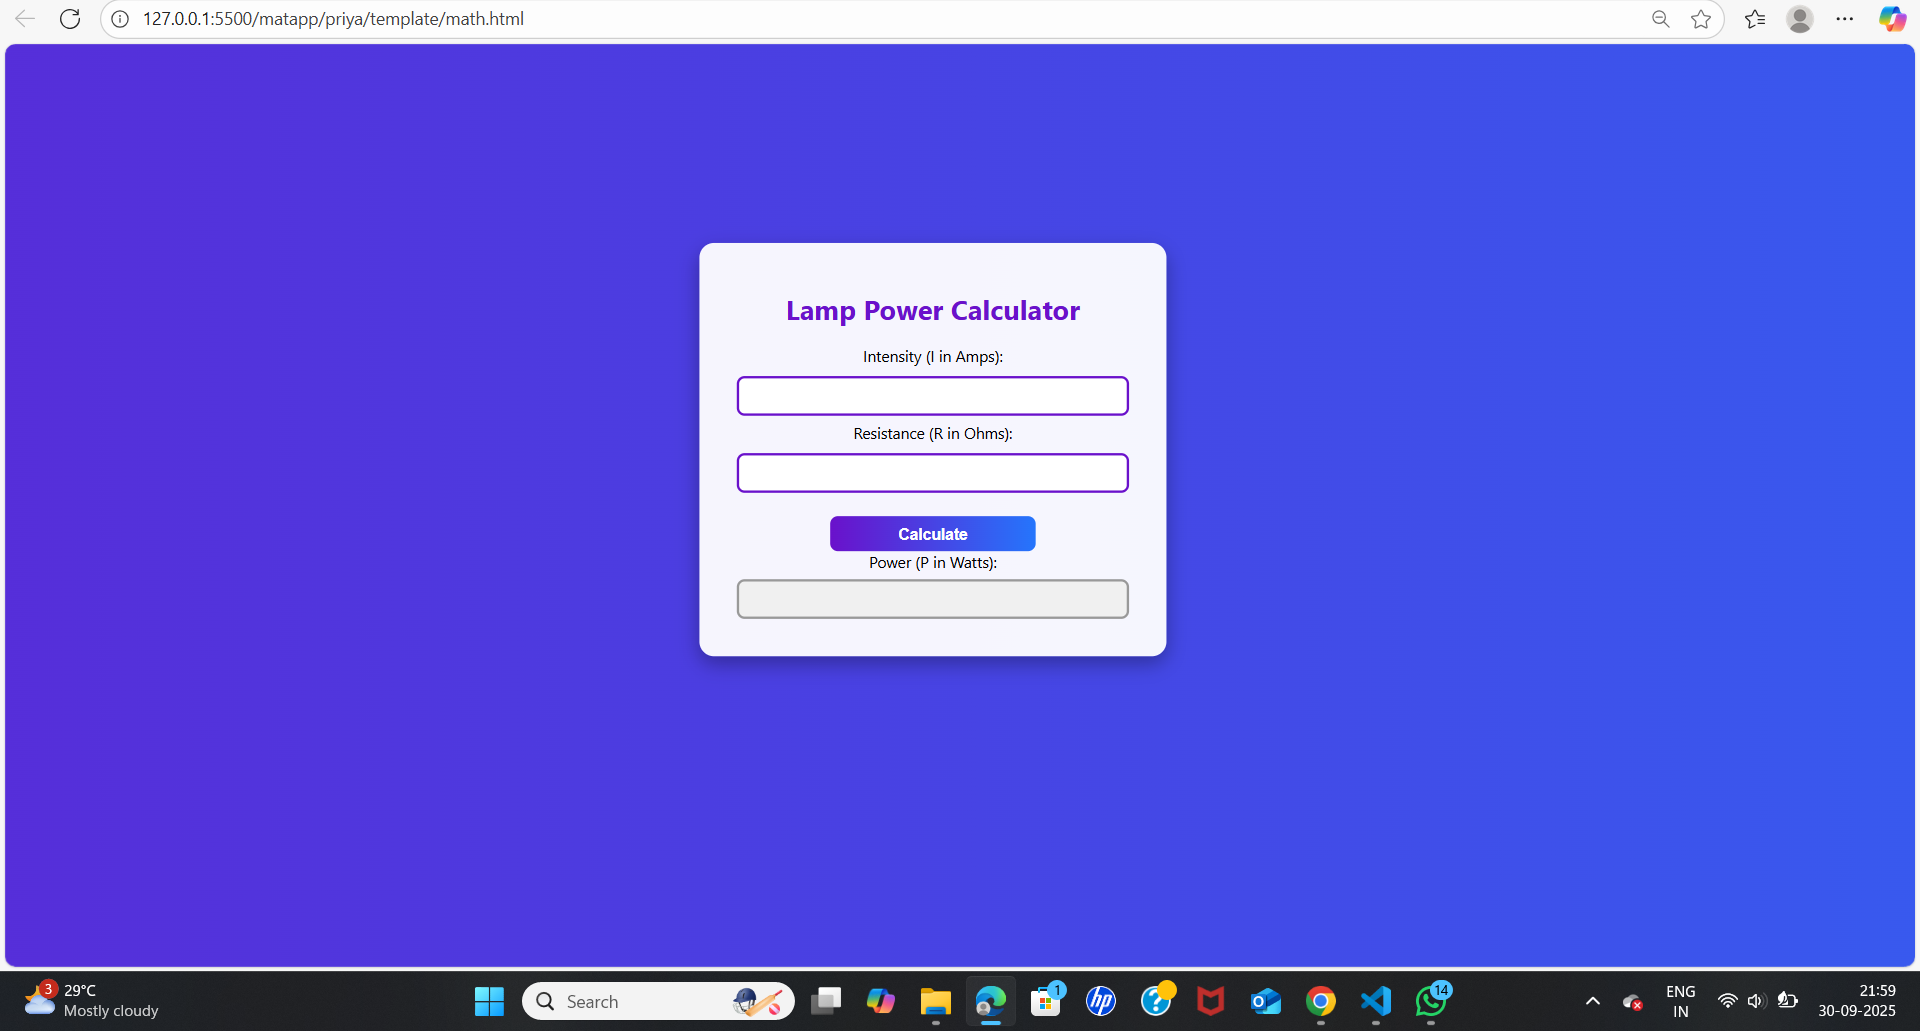 127.0.0.1:5500/matapp/priya/template/math.html
Lamp Power Calculator
Intensity (I in Amps):
Resistance (R in Ohms):
Calculate
Power (P in Watts):
3
29°C
Mostly cloudy
Search
1
hp
?
14
ENG
IN
21:59
30-09-2025